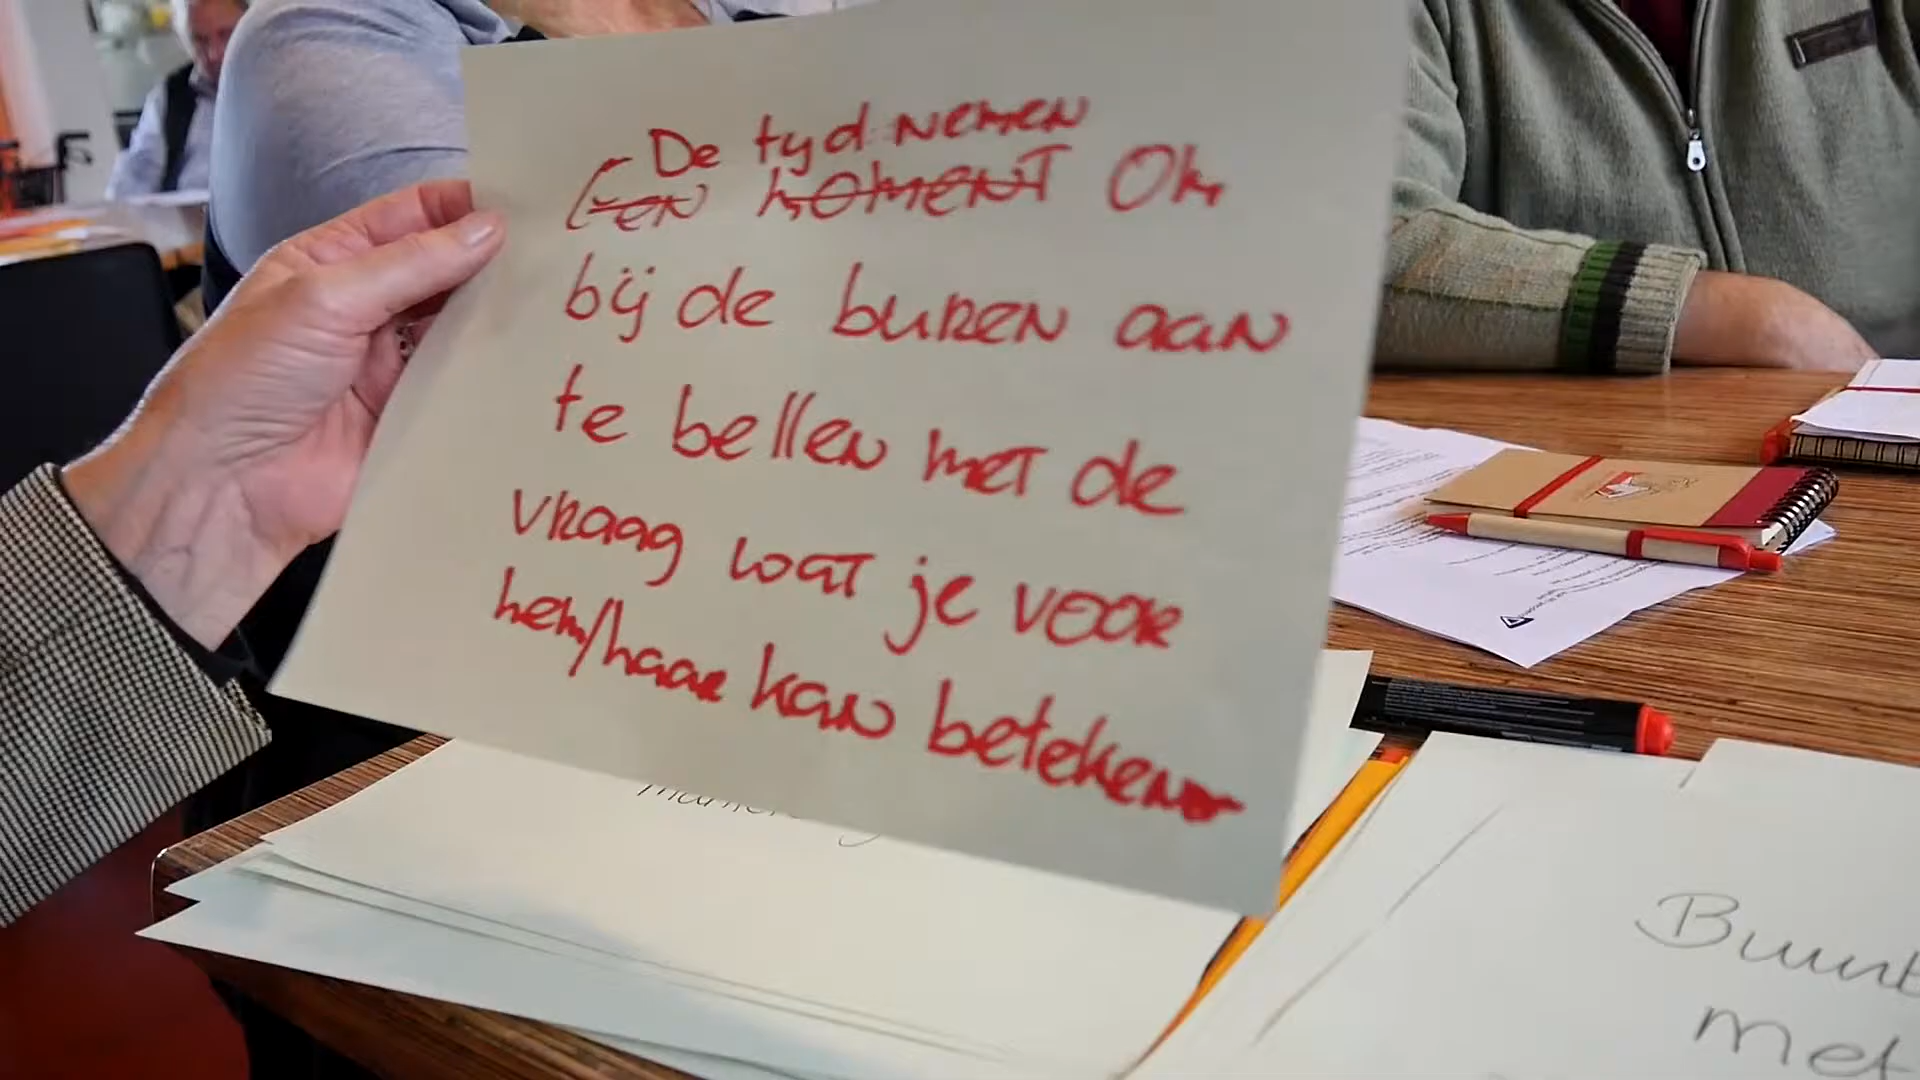 De tyd nemen
Een moment Om
bij de buren aan
te bellen met de
vraag wat je voor
hem/haar kan betekenen
Buurt
met